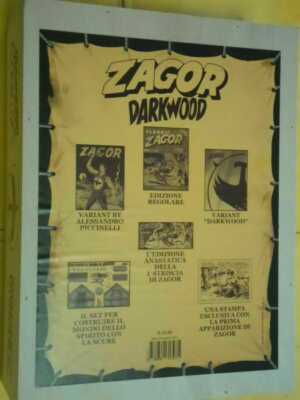 ZAGOR
DARKWOOD
ZAGOR
VARIANT BY
ALESSANDRO
PICCINELLI
ZAGOR
EDIZIONE
REGOLARE
VARIANT
"DARKWOOD"
L'EDIZIONE
ANASTATICA
DELLA
1ª STRISCIA
DI ZAGOR
IL SET PER
COSTRUIRE IL
MONINI DELLO
SPIRITO CON
LA SCURE
UNA STAMPA
ESCLUSIVA CON
LA PRIMA
APPARIZIONE DI
ZAGOR